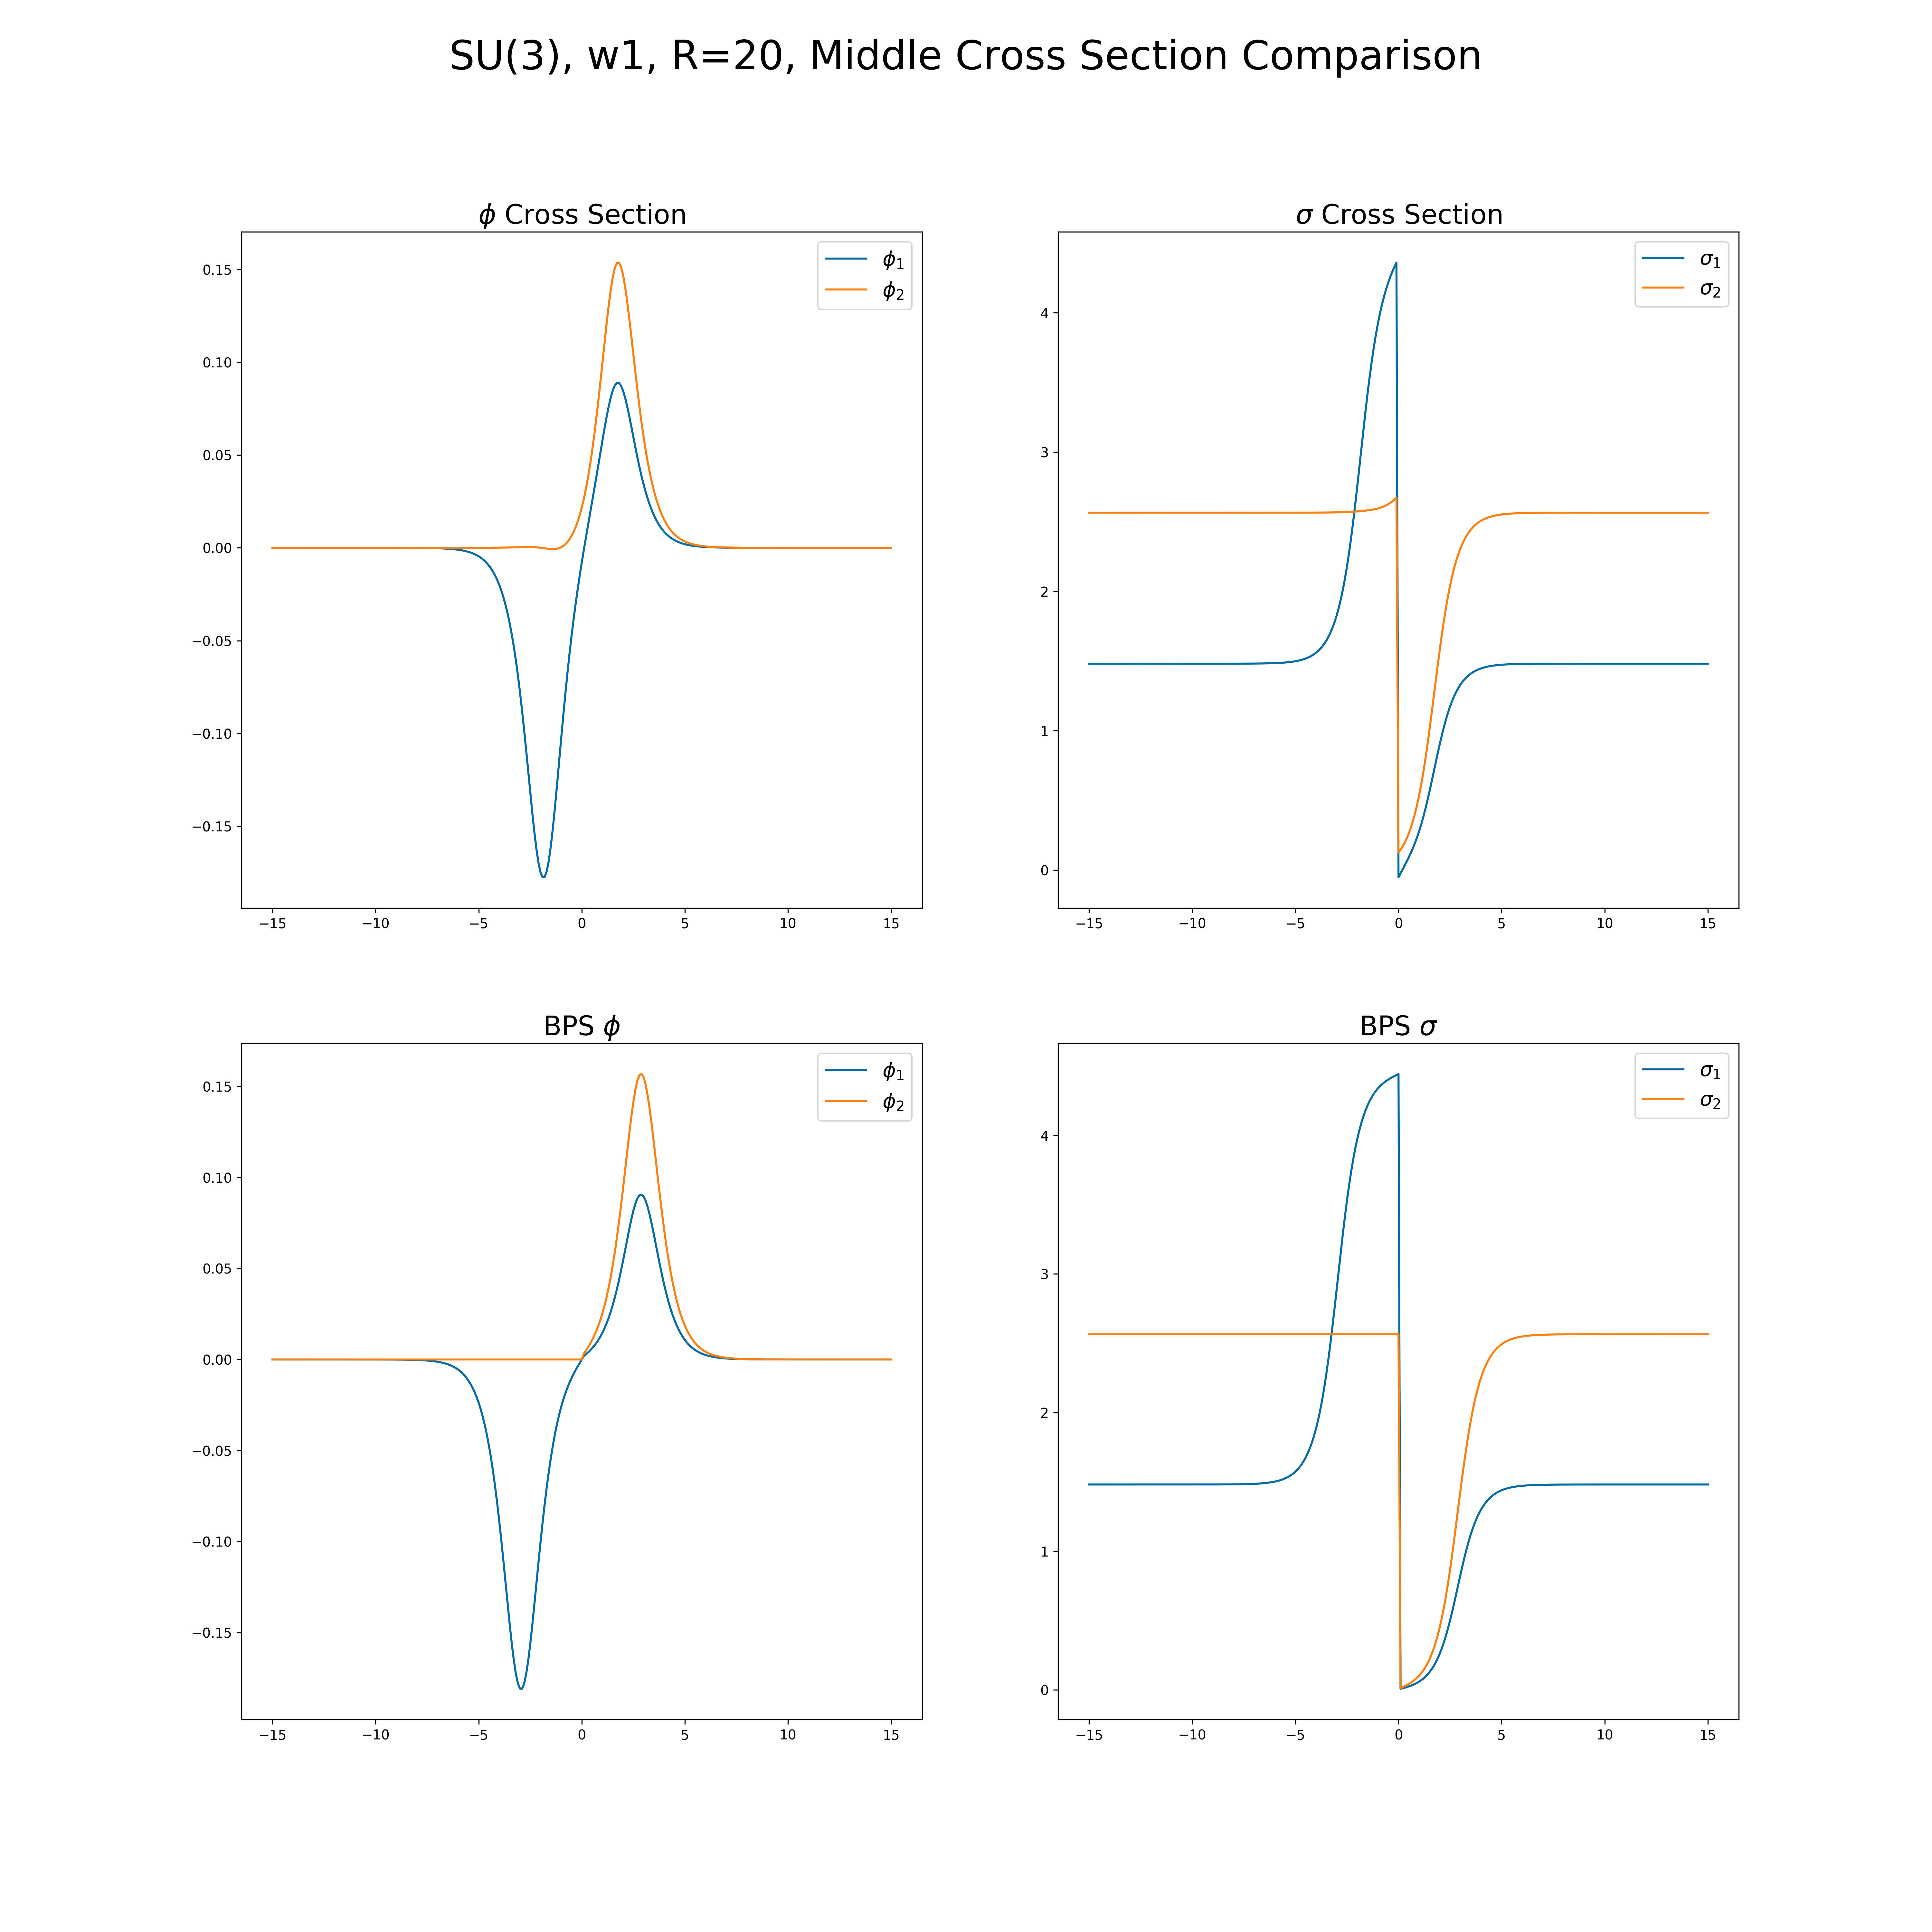 SU(3), w1, R=20, Middle Cross Section Comparison
ϕ Cross Section
ϕ₁
ϕ₂
0.15
0.10
0.05
0.00
−0.05
−0.10
−0.15
−15 −10 −5 0 5 10 15
σ Cross Section
σ₁
σ₂
4
3
2
1
0
−15 −10 −5 0 5 10 15
BPS ϕ
ϕ₁
ϕ₂
0.15
0.10
0.05
0.00
−0.05
−0.10
−0.15
−15 −10 −5 0 5 10 15
BPS σ
σ₁
σ₂
4
3
2
1
0
−15 −10 −5 0 5 10 15